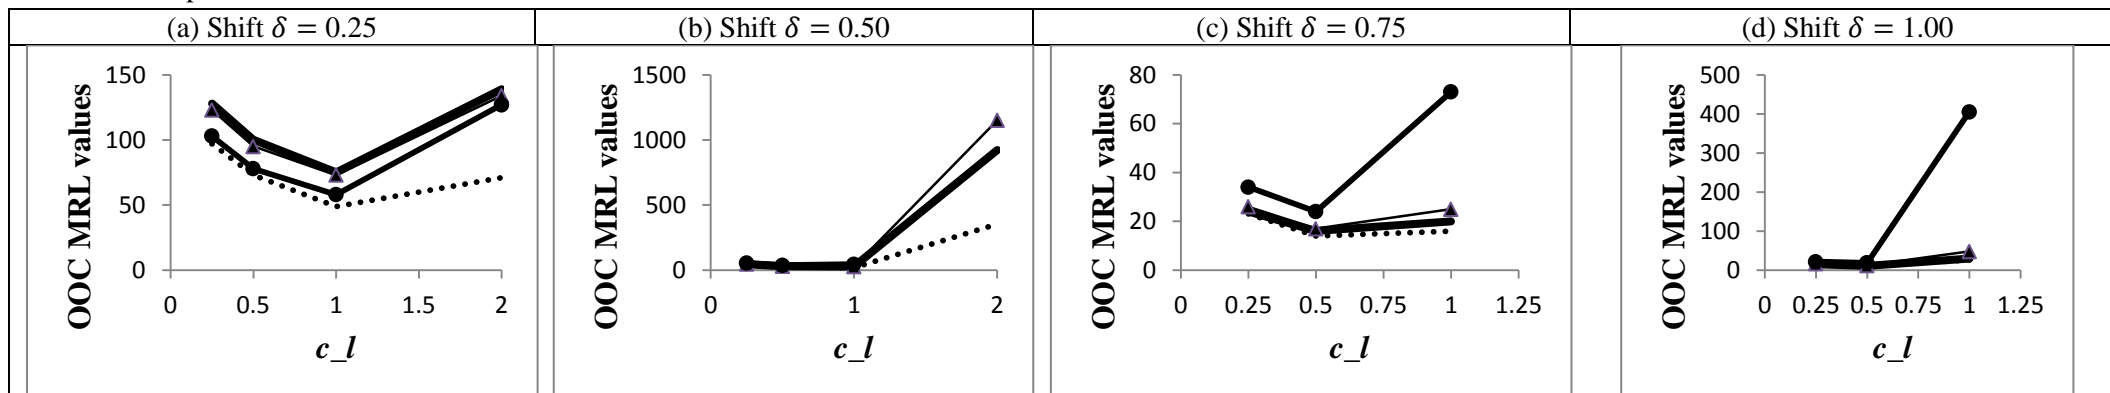 (a) Shift δ = 0.25
(b) Shift δ = 0.50
(c) Shift δ = 0.75
(d) Shift δ = 1.00
OOC MRL values
150
100
50
0
0 0.5 1 1.5 2
c_l
OOC MRL values
1500
1000
500
0
0 1 2
c_l
OOC MRL values
80
60
40
20
0
0 0.25 0.5 0.75 1 1.25
c_l
OOC MRL values
500
400
300
200
100
0
0 0.25 0.5 0.75 1 1.25
c_l